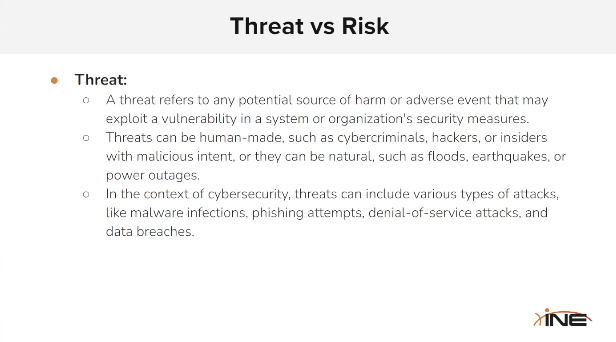 Threat vs Risk
● Threat:
○ A threat refers to any potential source of harm or adverse event that may
exploit a vulnerability in a system or organization's security measures.
○ Threats can be human-made, such as cybercriminals, hackers, or insiders
with malicious intent, or they can be natural, such as floods, earthquakes, or
power outages.
○ In the context of cybersecurity, threats can include various types of attacks,
like malware infections, phishing attempts, denial-of-service attacks, and
data breaches.
iNE